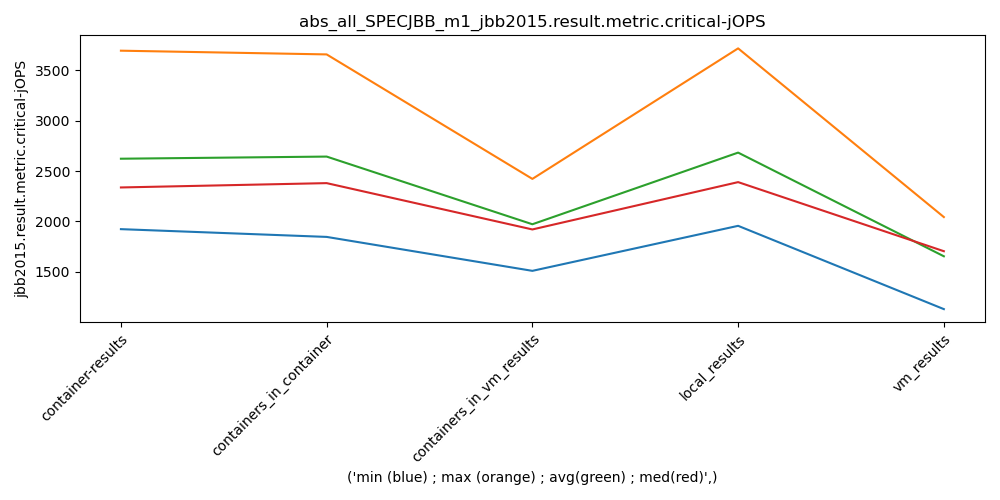 abs_all_SPECJBB_m1_jbb2015.result.metric.critical-jOPS
jbb2015.result.metric.critical-jOPS
3500
3000
2500
2000
1500
container-results
containers_in_container
containers_in_vm_results
local_results
vm_results
('min (blue) ; max (orange) ; avg(green) ; med(red)',)